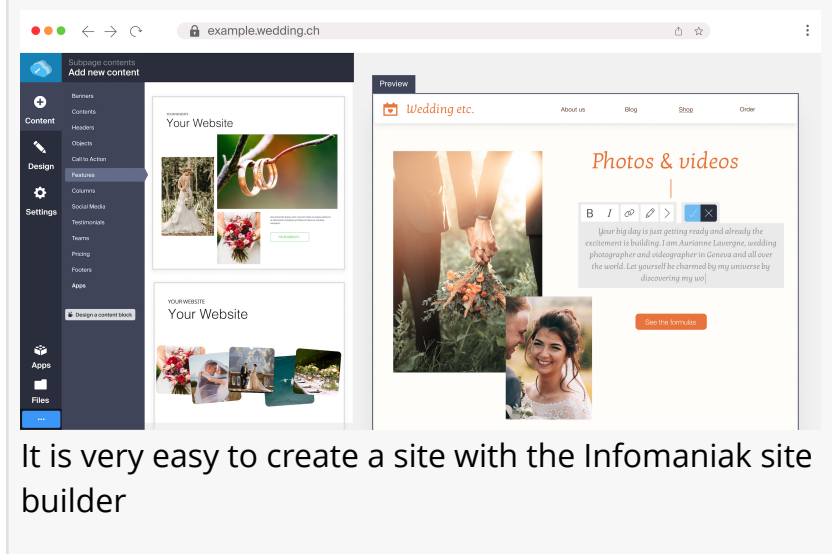 example.wedding.ch
Subpage contents
Add new content
Content
Design
Settings
Apps
Files
Banners
Contents
Headers
Objects
Call to Action
Features
Columns
Social Media
Testimonials
Teams
Pricing
Footers
Apps
Design a content block
YOUR WEBSITE
Your Website
YOUR WEBSITE
Your Website
Preview
Wedding etc.
About us
Blog
Shop
Order
Photos & videos
B I
Your big day is just getting ready and already the
excitement is building. I am Aurianne Lavergne, wedding
photographer and videographer in Geneva and all over
the world. Let yourself be charmed by my universe by
discovering my wo
See the formulas
It is very easy to create a site with the Infomaniak site
builder